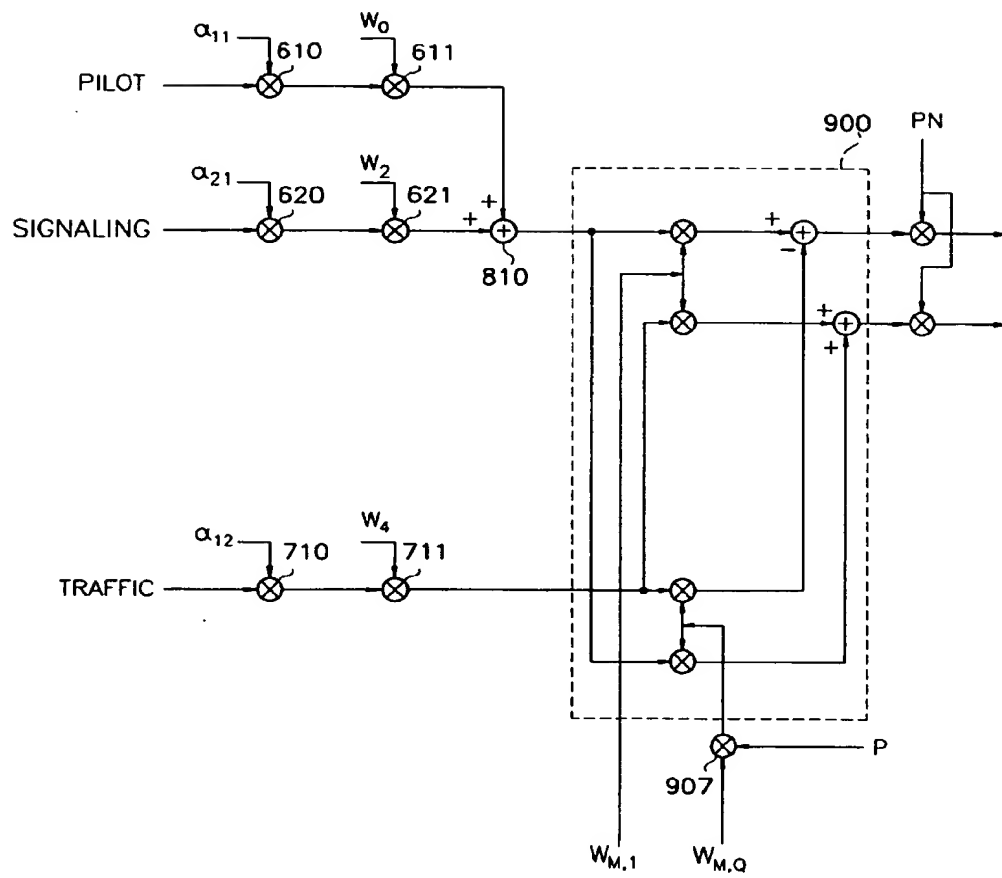 α11 W0
610 611
PILOT
900 PN
α21 W2
620 621
SIGNALING
+ + + −
810
+ +
α12 W4
710 711
TRAFFIC
P
907
WM,1 WM,Q